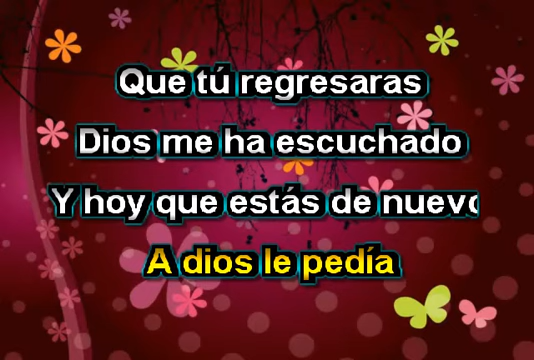 Que tú regresaras
Dios me ha escuchado
Y hoy que estás de nuevo
A dios le pedía